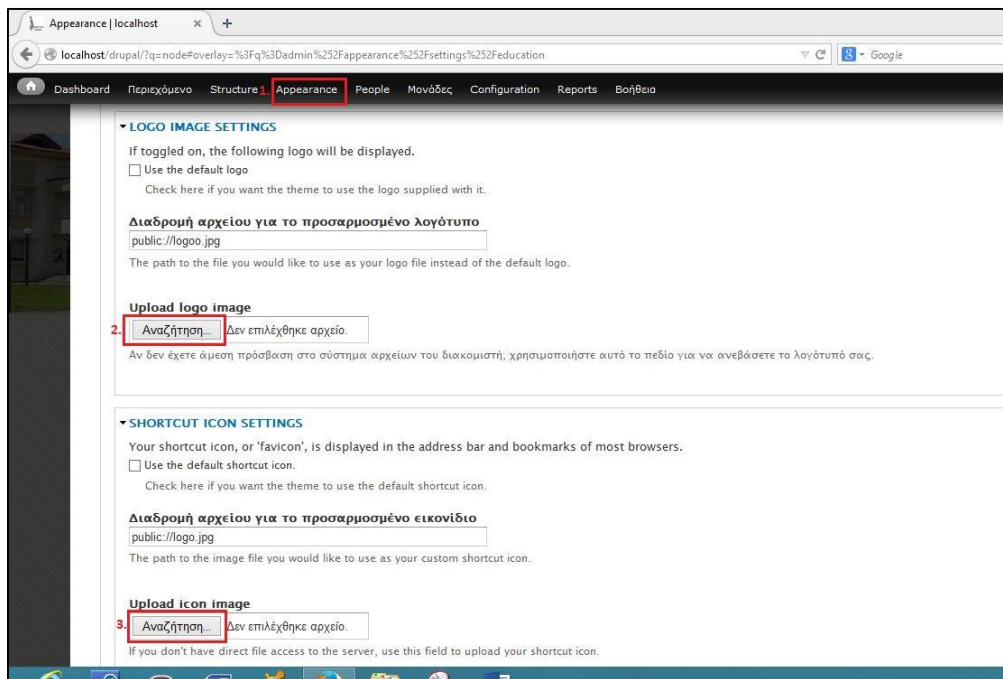 Appearance | localhost × +
localhost/drupal/?q=node#overlay=%3Fq%3Dadmin%252Fappearance%252Fsettings%252Feducation
8 - Google
Dashboard Περιεχόμενο Structure 1. Appearance People Μονάδες Configuration Reports Βοήθεια
LOGO IMAGE SETTINGS
If toggled on, the following logo will be displayed.
Use the default logo
Check here if you want the theme to use the logo supplied with it.
Διαδρομή αρχείου για το προσαρμοσμένο λογότυπο
public://logoo.jpg
The path to the file you would like to use as your logo file instead of the default logo.
Upload logo image
2. Αναζήτηση... Δεν επιλέχθηκε αρχείο.
Αν δεν έχετε άμεση πρόσβαση στο σύστημα αρχείων του διακομιστή, χρησιμοποιήστε αυτό το πεδίο για να ανεβάσετε το λογότυπό σας.
SHORTCUT ICON SETTINGS
Your shortcut icon, or 'favicon', is displayed in the address bar and bookmarks of most browsers.
Use the default shortcut icon.
Check here if you want the theme to use the default shortcut icon.
Διαδρομή αρχείου για το προσαρμοσμένο εικονίδιο
public://logo.jpg
The path to the image file you would like to use as your custom shortcut icon.
Upload icon image
3. Αναζήτηση... Δεν επιλέχθηκε αρχείο.
If you don't have direct file access to the server, use this field to upload your shortcut icon.